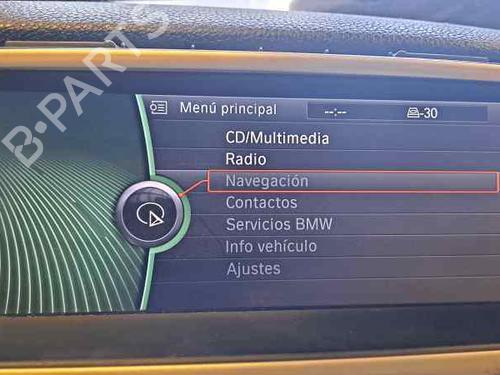 B-PARTS
Menú principal
--:--
-30
CD/Multimedia
Radio
Navegación
Contactos
Servicios BMW
Info vehículo
Ajustes